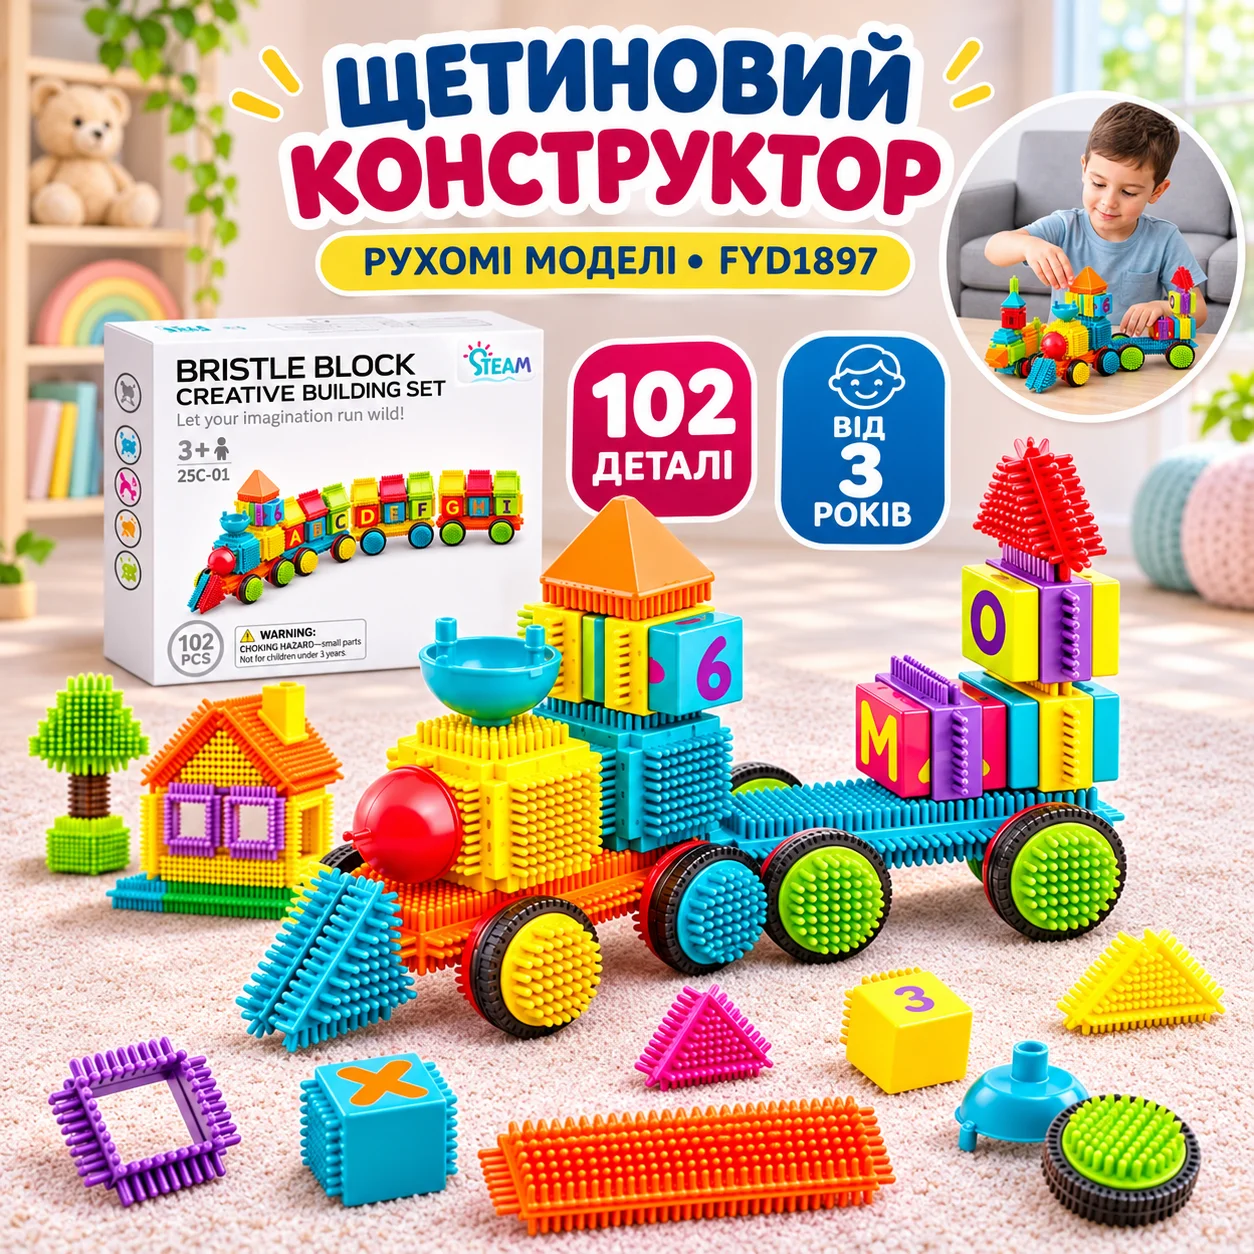 ЩЕТИНОВИЙ
КОНСТРУКТОР
РУХОМІ МОДЕЛІ • FYD1897
BRISTLE BLOCK
CREATIVE BUILDING SET
Let your imagination run wild!
3+
25C-01
STEAM
A B C D E F G H I
102
PCS
WARNING:
CHOKING HAZARD—small parts
Not for children under 3 years.
102
ДЕТАЛІ
ВІД
3
РОКІВ
6
6
O
M
3
X